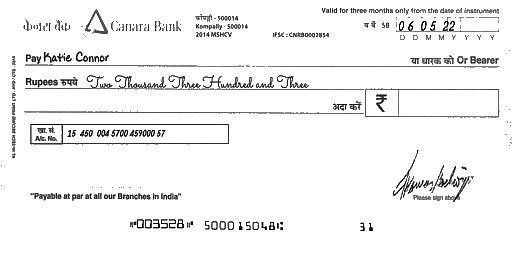 Valid for three months only from the date of instrument
केनरा बैंक Canara Bank
कोंपल्ली - 500014
Kompally - 500014
2014 MSHCV
IFSC : CNRB0002854
SB 06 05 22
D D M M Y Y Y Y
Pay Katie Connor
या धारक को Or Bearer
Rupees रुपये Two Thousand Three Hundred and Three
अदा करें ₹
खा. सं.
A/c. No.
15 450 004 5700 459000 57
Please sign above
"Payable at par at all our Branches in India"
⑈003528⑈ 500015048⑆ 31